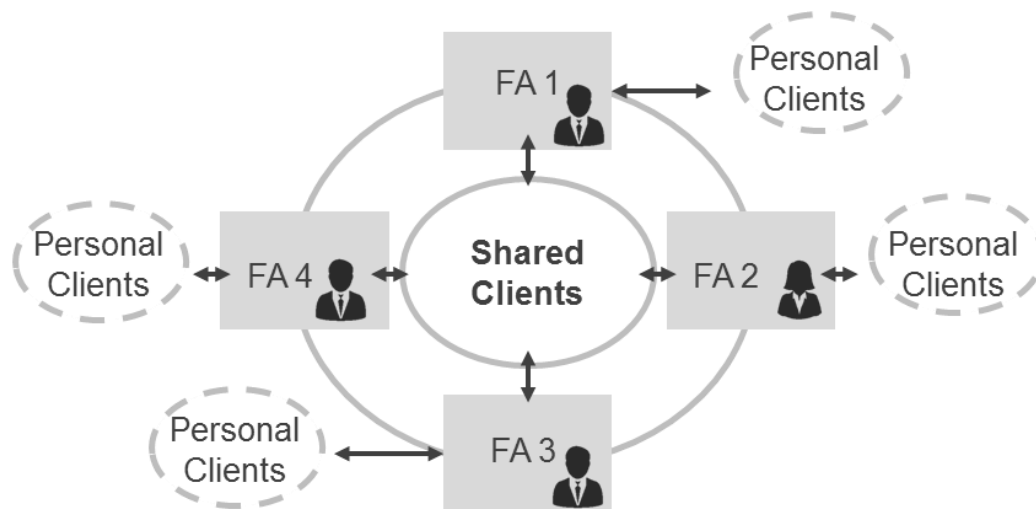 FA 1
Personal
Clients
Personal
Clients
FA 4
Shared
Clients
FA 2
Personal
Clients
Personal
Clients
FA 3